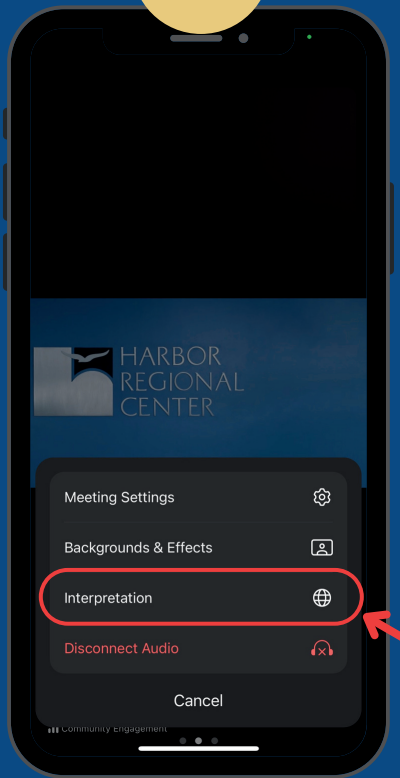 HARBOR
REGIONAL
CENTER
Meeting Settings
Backgrounds & Effects
Interpretation
Disconnect Audio
Cancel
Community Engagement